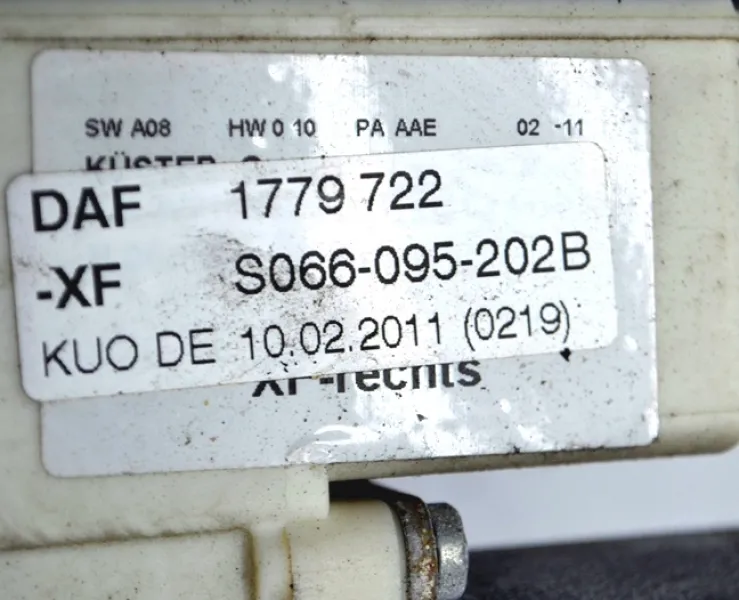 SW A08 HW 0 10 PA AAE 02 -11
KÜSTER
DAF 1779 722
-XF S066-095-202B
KUO DE 10.02.2011 (0219)
XF-rechts